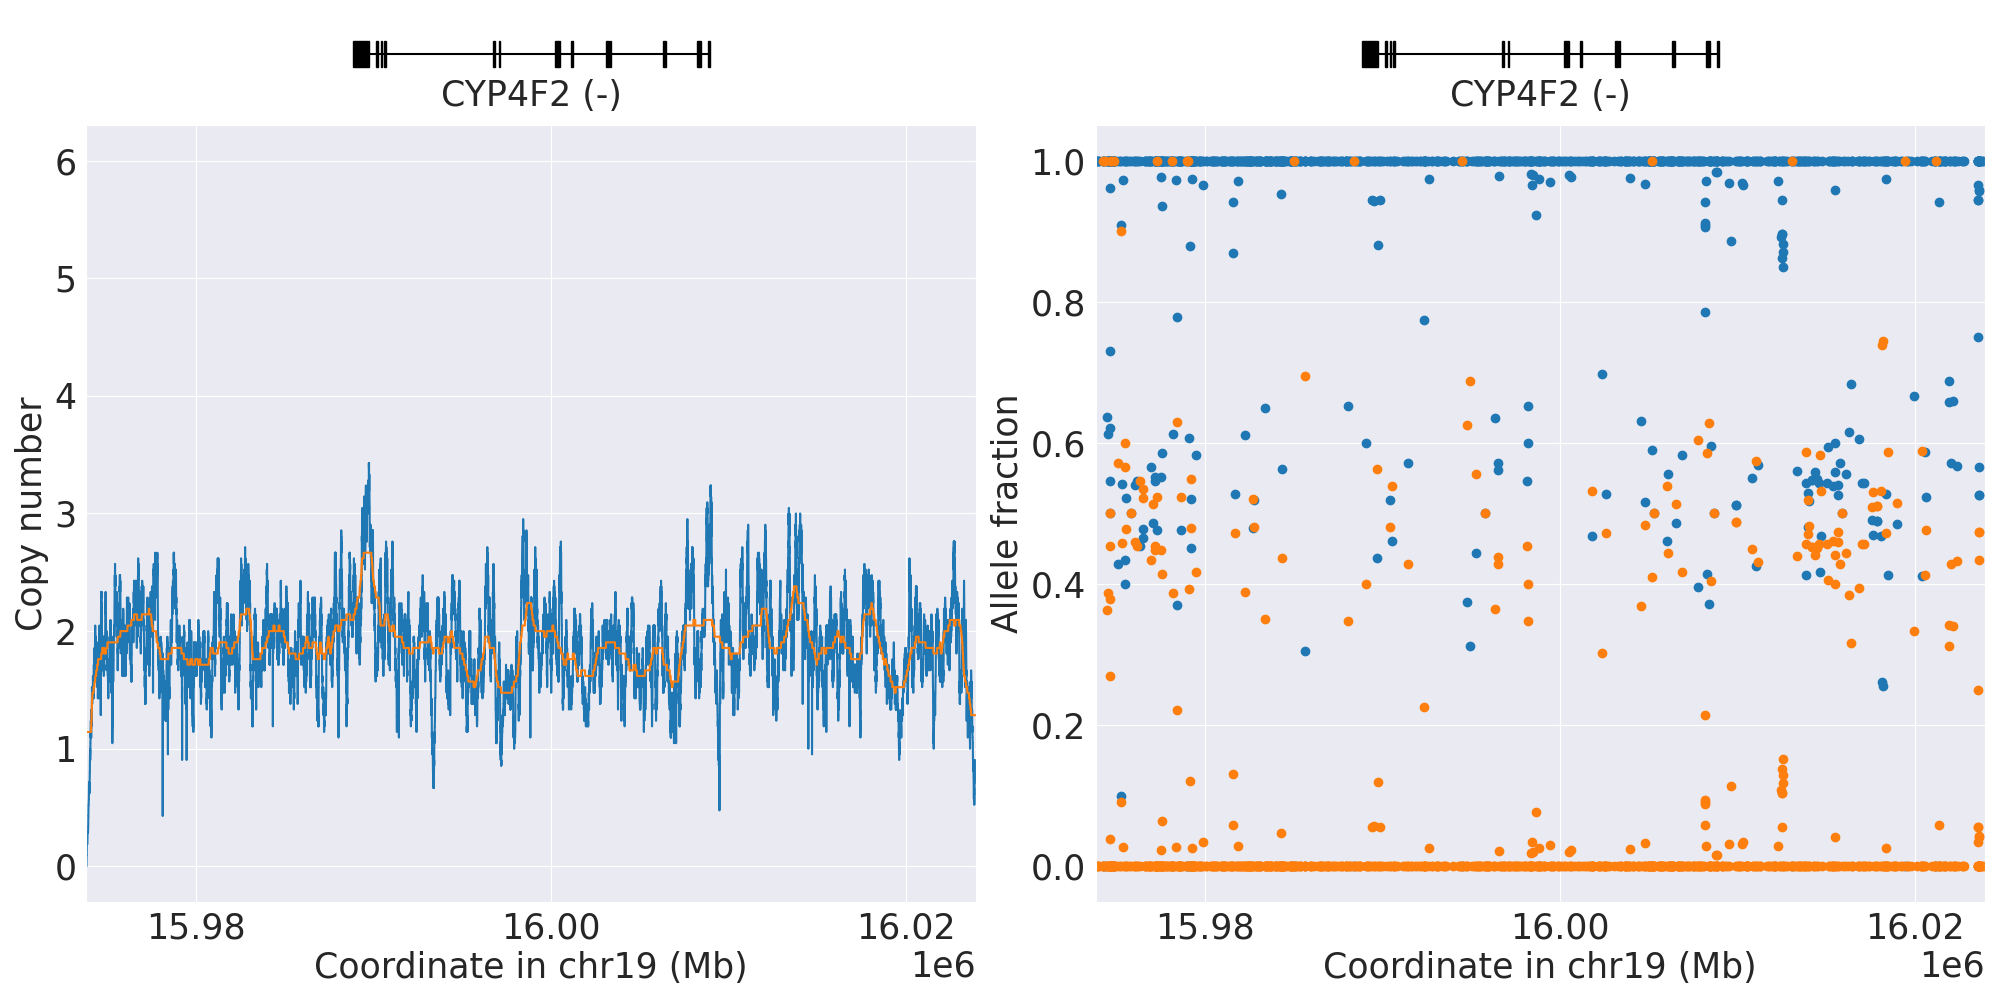 CYP4F2 (-)
CYP4F2 (-)
Copy number
6
5
4
3
2
1
0
15.98
16.00
16.02
Coordinate in chr19 (Mb)
1e6
Allele fraction
1.0
0.8
0.6
0.4
0.2
0.0
15.98
16.00
16.02
Coordinate in chr19 (Mb)
1e6